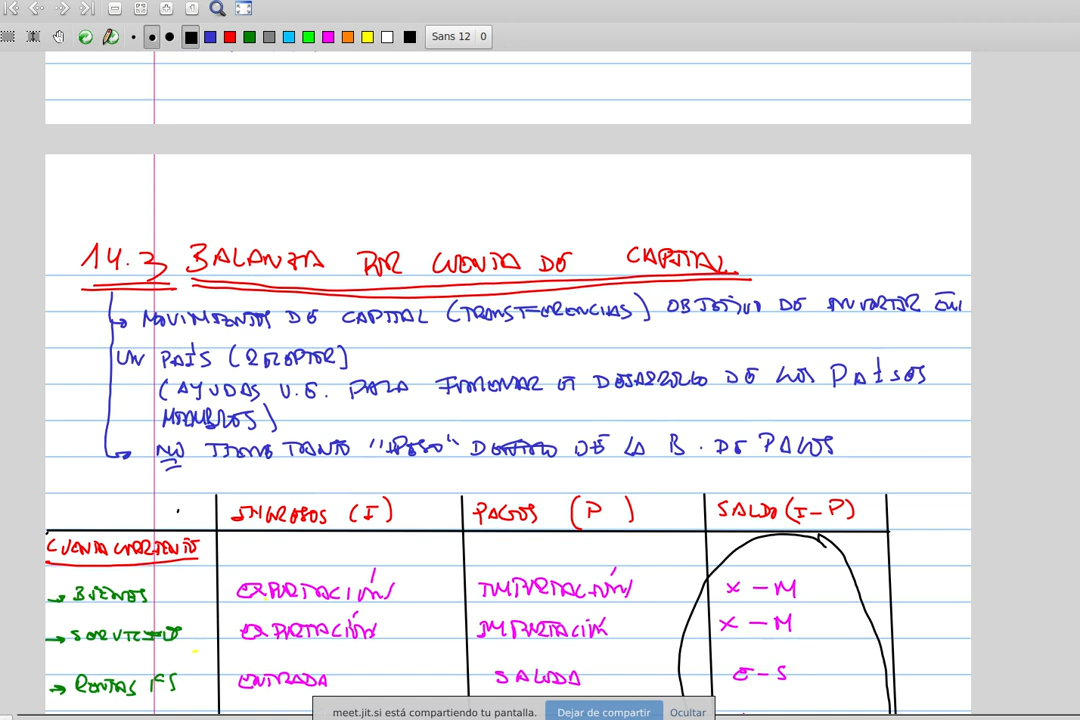 Sans 12 0
14.3 BALANZA POR CUENTA DE CAPITAL
MOVIMIENTOS DE CAPITAL (TRANSFERENCIAS) OBJETIVO DE INVERTIR EN
UN PAÍS (RECEPTOR)
(AYUDAS U.E. PARA FOMENTAR EL DESARROLLO DE LOS PAÍSES
MIEMBROS)
NO TIENE TANTO "PESO" DENTRO DE LA B. DE PAGOS
INGRESOS (I) PAGOS (P) SALDO (I-P)
CUENTA CORRIENTE
→ BIENES EXPORTACIÓN IMPORTACIÓN X - M
→ SERVICIOS EXPORTACIÓN IMPORTACIÓN X - M
→ RENTAS ENTRADA SALIDA E - S
meet.jit.si está compartiendo tu pantalla. Dejar de compartir Ocultar